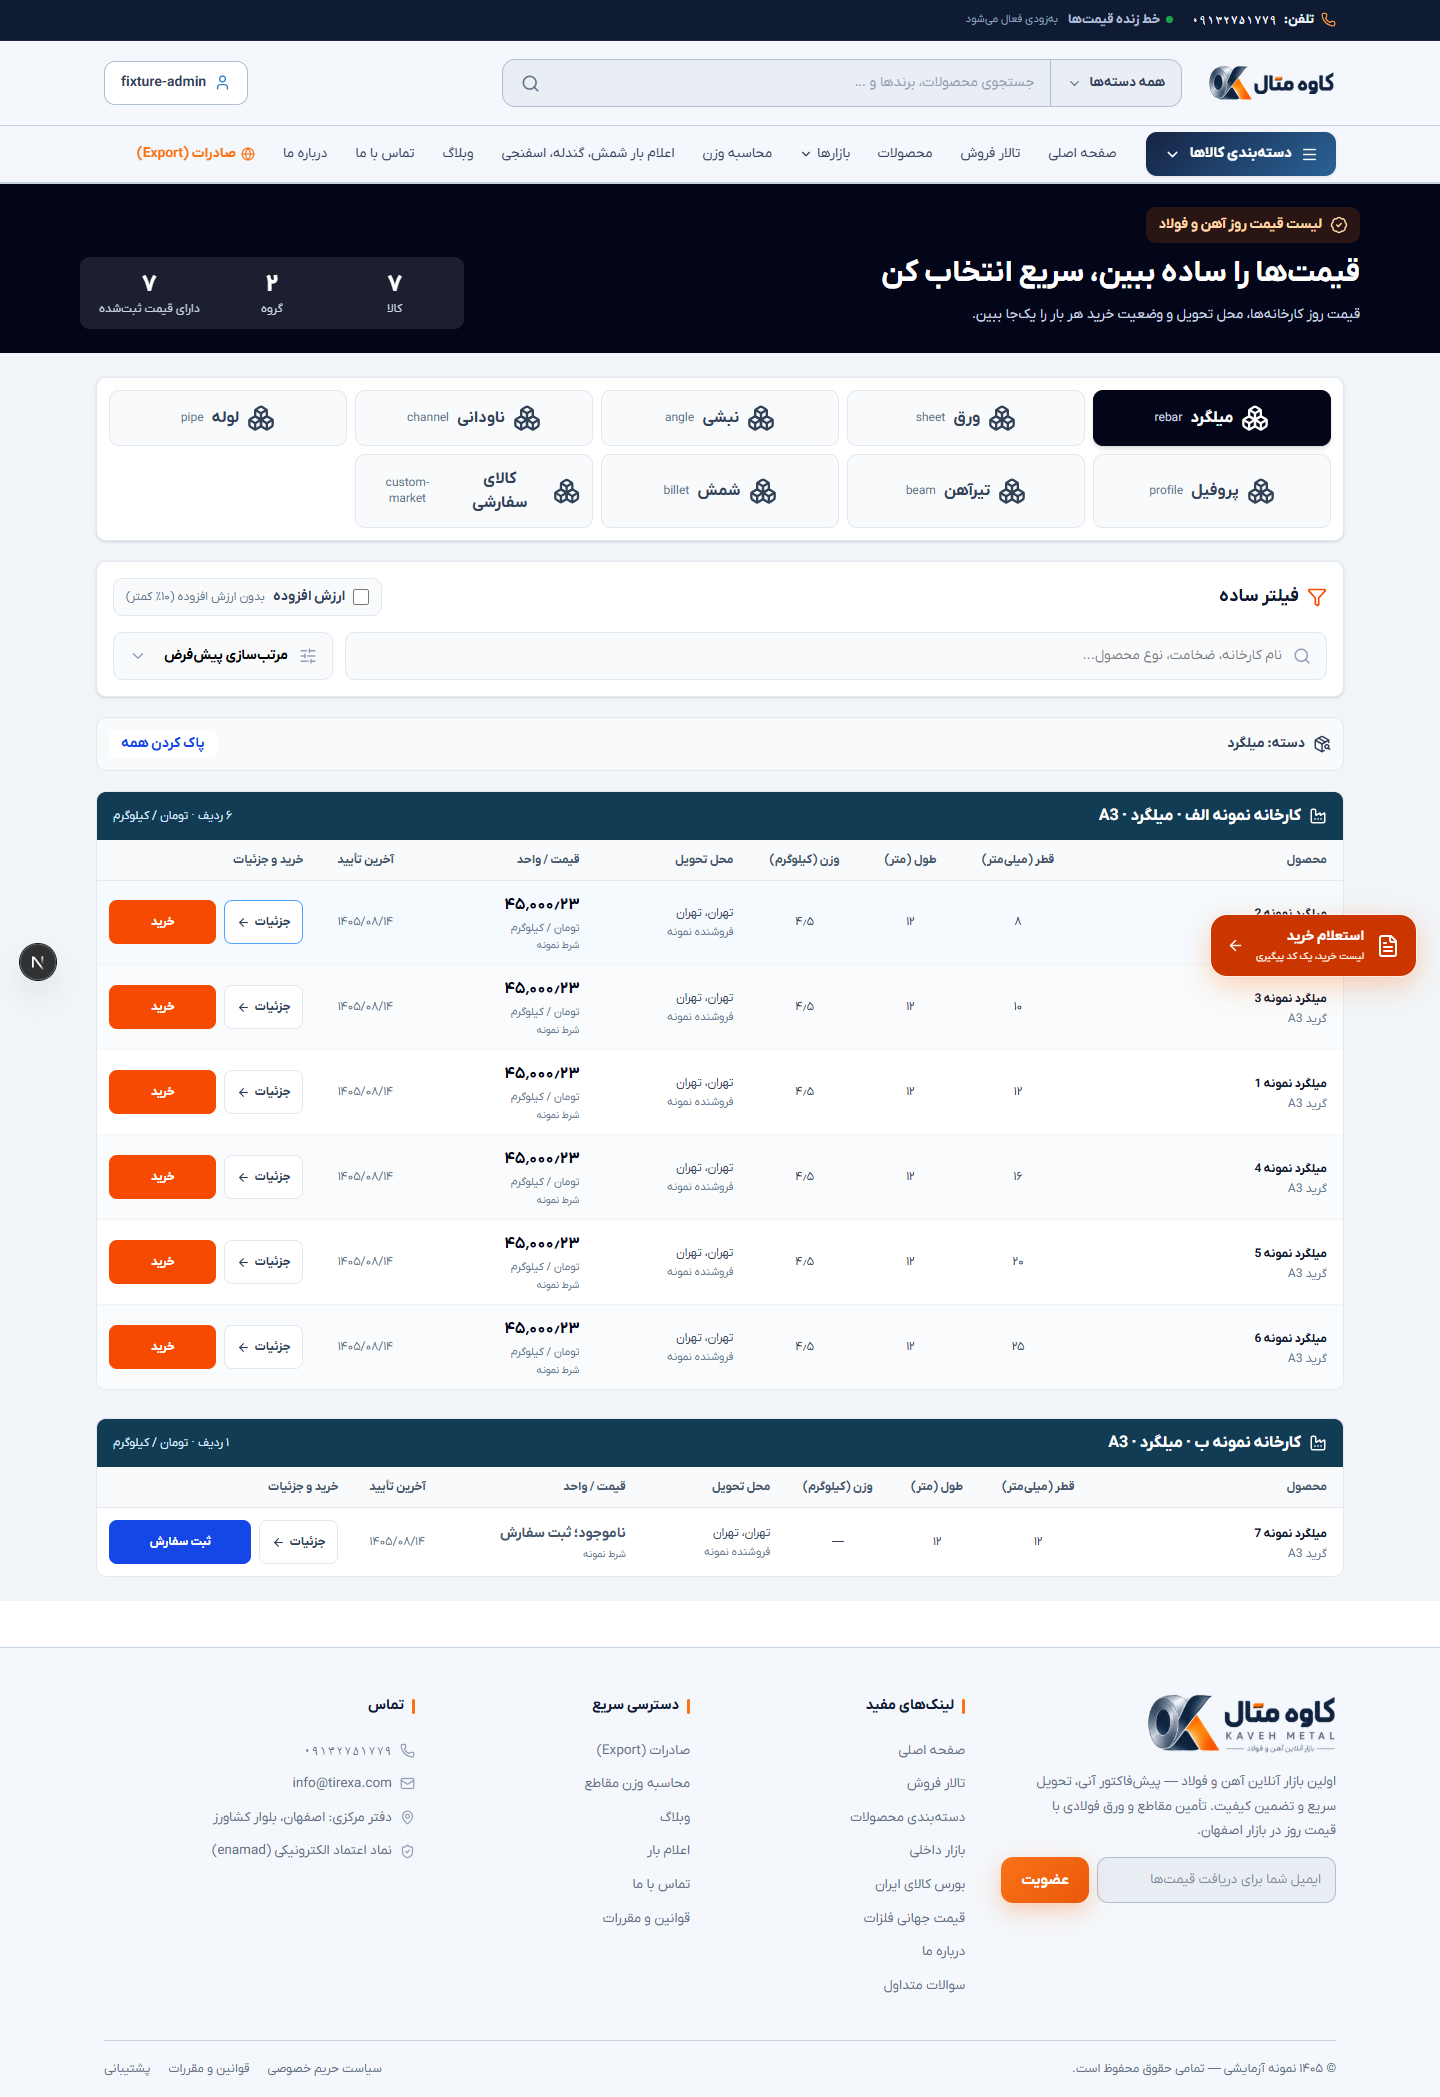 تلفن: ۰۹۱۳۲۷۵۱۷۷۹
خط زنده قیمت‌ها به‌زودی فعال می‌شود
کاوه متال
همه دسته‌ها
جستجوی محصولات، برندها و ...
fixture-admin
دسته‌بندی کالاها
صفحه اصلی
تالار فروش
محصولات
بازارها
محاسبه وزن
اعلام بار شمش، گندله، اسفنجی
وبلاگ
تماس با ما
درباره ما
صادرات (Export)
لیست قیمت روز آهن و فولاد
قیمت‌ها را ساده ببین، سریع انتخاب کن
قیمت روز کارخانه‌ها، محل تحویل و وضعیت خرید هر بار را یک‌جا ببین.
۷ ۲ ۷
کالا گروه دارای قیمت ثبت‌شده
میلگرد rebar
ورق sheet
نبشی angle
ناودانی channel
لوله pipe
پروفیل profile
تیرآهن beam
شمش billet
کالای سفارشی custom-market
فیلتر ساده
ارزش افزوده بدون ارزش افزوده (۱۰٪ کمتر)
نام کارخانه، ضخامت، نوع محصول...
مرتب‌سازی پیش‌فرض
دسته: میلگرد
پاک کردن همه
کارخانه نمونه الف · میلگرد · A3
۶ ردیف · تومان / کیلوگرم
محصول قطر (میلی‌متر) طول (متر) وزن (کیلوگرم) محل تحویل قیمت / واحد آخرین تأیید خرید و جزئیات
میلگرد نمونه 2
۸ ۱۲ ۴٫۵ تهران، تهران ۴۵٬۰۰۰٫۲۳ ۱۴۰۵/۰۸/۱۴ جزئیات خرید
فروشنده نمونه تومان / کیلوگرم
شرط نمونه
استعلام خرید
لیست خرید، یک کد پیگیری
میلگرد نمونه 3 ۱۰ ۱۲ ۴٫۵ تهران، تهران ۴۵٬۰۰۰٫۲۳ ۱۴۰۵/۰۸/۱۴ جزئیات خرید
گرید A3 فروشنده نمونه تومان / کیلوگرم
شرط نمونه
میلگرد نمونه 1 ۱۲ ۱۲ ۴٫۵ تهران، تهران ۴۵٬۰۰۰٫۲۳ ۱۴۰۵/۰۸/۱۴ جزئیات خرید
گرید A3 فروشنده نمونه تومان / کیلوگرم
شرط نمونه
میلگرد نمونه 4 ۱۶ ۱۲ ۴٫۵ تهران، تهران ۴۵٬۰۰۰٫۲۳ ۱۴۰۵/۰۸/۱۴ جزئیات خرید
گرید A3 فروشنده نمونه تومان / کیلوگرم
شرط نمونه
میلگرد نمونه 5 ۲۰ ۱۲ ۴٫۵ تهران، تهران ۴۵٬۰۰۰٫۲۳ ۱۴۰۵/۰۸/۱۴ جزئیات خرید
گرید A3 فروشنده نمونه تومان / کیلوگرم
شرط نمونه
میلگرد نمونه 6 ۲۵ ۱۲ ۴٫۵ تهران، تهران ۴۵٬۰۰۰٫۲۳ ۱۴۰۵/۰۸/۱۴ جزئیات خرید
گرید A3 فروشنده نمونه تومان / کیلوگرم
شرط نمونه
کارخانه نمونه ب · میلگرد · A3
۱ ردیف · تومان / کیلوگرم
محصول قطر (میلی‌متر) طول (متر) وزن (کیلوگرم) محل تحویل قیمت / واحد آخرین تأیید خرید و جزئیات
میلگرد نمونه 7 ۱۲ ۱۲ — تهران، تهران ناموجود؛ ثبت سفارش ۱۴۰۵/۰۸/۱۴ جزئیات ثبت سفارش
گرید A3 فروشنده نمونه شرط نمونه
کاوه متال
KAVEH METAL
بازار آنلاین آهن و فولاد
اولین بازار آنلاین آهن و فولاد — پیش‌فاکتور آنی، تحویل
سریع و تضمین کیفیت. تأمین مقاطع و ورق فولادی با
قیمت روز در بازار اصفهان.
ایمیل شما برای دریافت قیمت‌ها
عضویت
لینک‌های مفید
صفحه اصلی
تالار فروش
دسته‌بندی محصولات
بازار داخلی
بورس کالای ایران
قیمت جهانی فلزات
درباره ما
سوالات متداول
دسترسی سریع
صادرات (Export)
محاسبه وزن مقاطع
وبلاگ
اعلام بار
تماس با ما
قوانین و مقررات
تماس
۰۹۱۳۲۷۵۱۷۷۹
info@tirexa.com
دفتر مرکزی: اصفهان، بلوار کشاورز
نماد اعتماد الکترونیکی (enamad)
© ۱۴۰۵ نمونه آزمایشی — تمامی حقوق محفوظ است.
سیاست حریم خصوصی
قوانین و مقررات
پشتیبانی